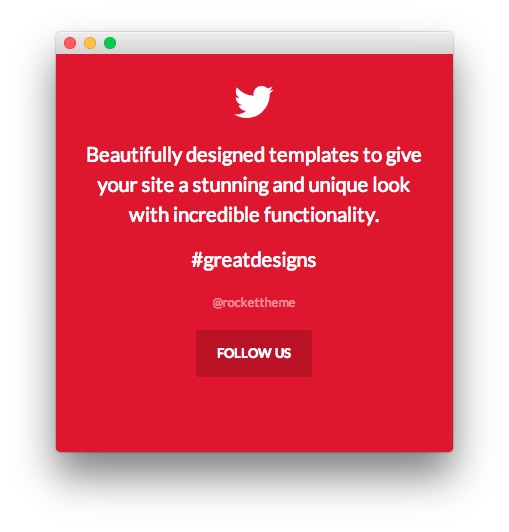 Beautifully designed templates to give
your site a stunning and unique look
with incredible functionality.
#greatdesigns
@rockettheme
FOLLOW US